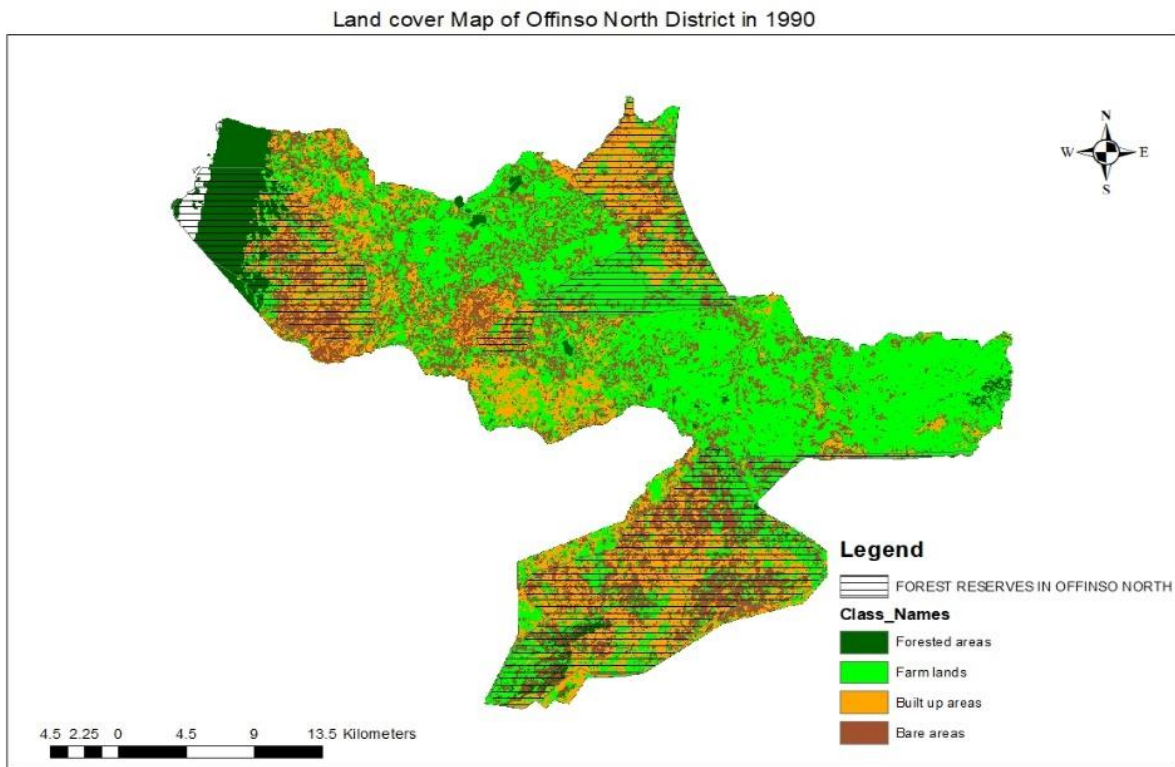 Land cover Map of Offinso North District in 1990
N
W E
S
Legend
FOREST RESERVES IN OFFINSO NORTH
Class_Names
Forested areas
Farm lands
Built up areas
Bare areas
4.5 2.25 0 4.5 9 13.5 Kilometers